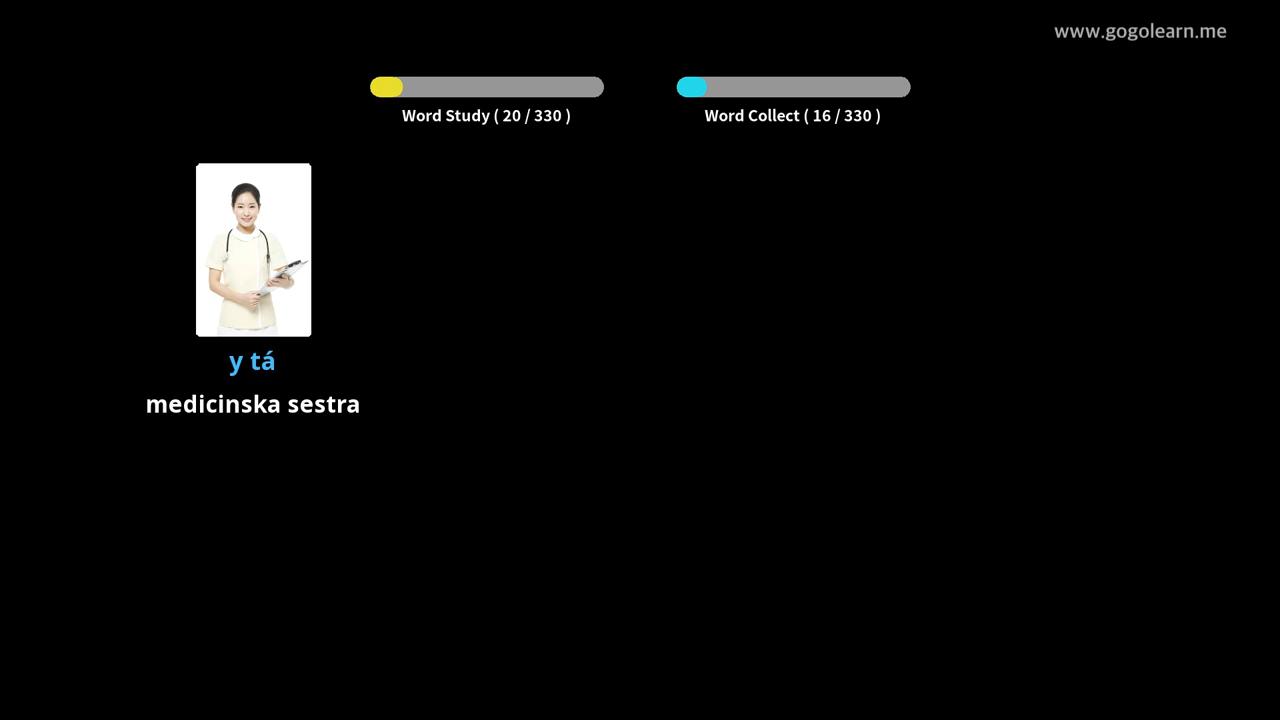 www.gogolearn.me
Word Study ( 20 / 330 )
Word Collect ( 16 / 330 )
y tá
medicinska sestra